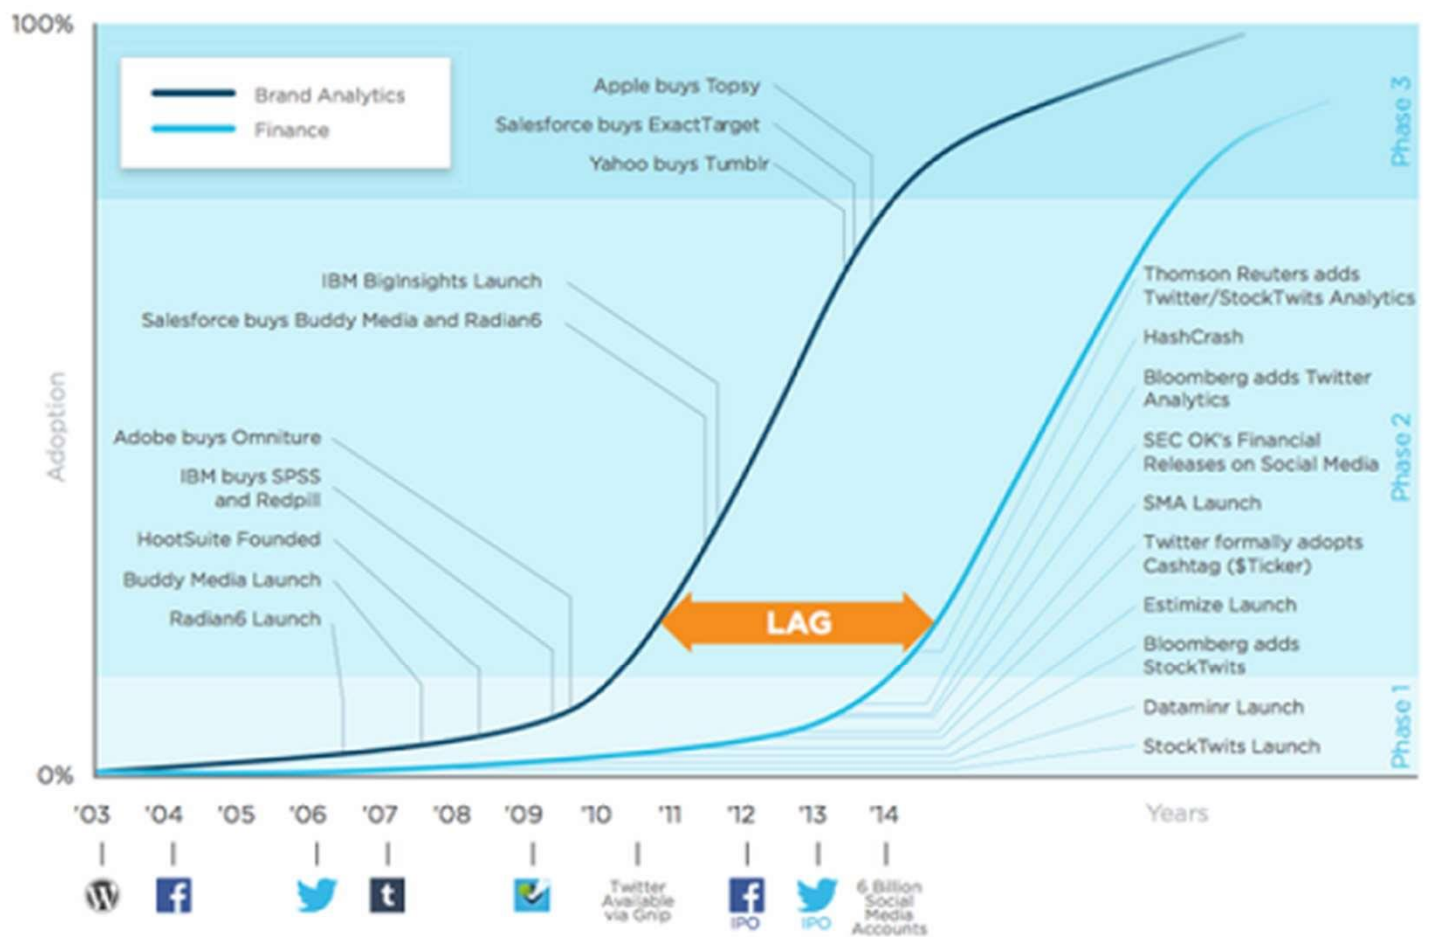 100%
Brand Analytics
Finance
Apple buys Topsy
Salesforce buys ExactTarget
Yahoo buys Tumblr
Phase 3
IBM BigInsights Launch
Salesforce buys Buddy Media and Radian6
Thomson Reuters adds
Twitter/StockTwits Analytics
HashCrash
Bloomberg adds Twitter
Analytics
SEC OK's Financial
Releases on Social Media
SMA Launch
Twitter formally adopts
Cashtag ($Ticker)
Estimize Launch
Bloomberg adds
StockTwits
Phase 2
Adoption
Adobe buys Omniture
IBM buys SPSS
and Redpill
HootSuite Founded
Buddy Media Launch
Radian6 Launch
LAG
Dataminr Launch
StockTwits Launch
Phase 1
0%
'03 '04 '05 '06 '07 '08 '09 '10 '11 '12 '13 '14 Years
W f t
Twitter
Available
via Gnip
f
IPO
IPO
6 Billion
Social
Media
Accounts